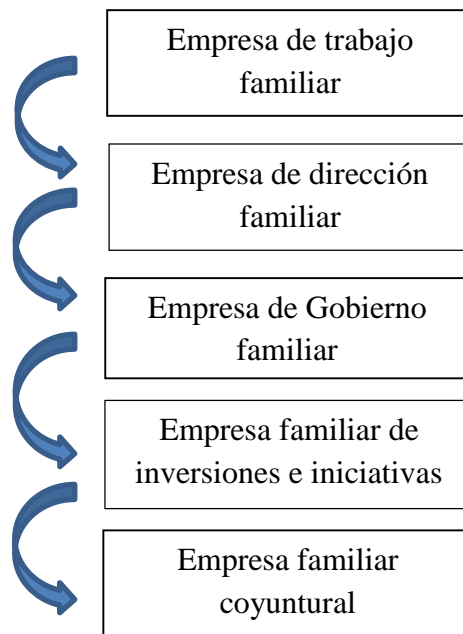 Empresa de trabajo
familiar
Empresa de dirección
familiar
Empresa de Gobierno
familiar
Empresa familiar de
inversiones e iniciativas
Empresa familiar
coyuntural